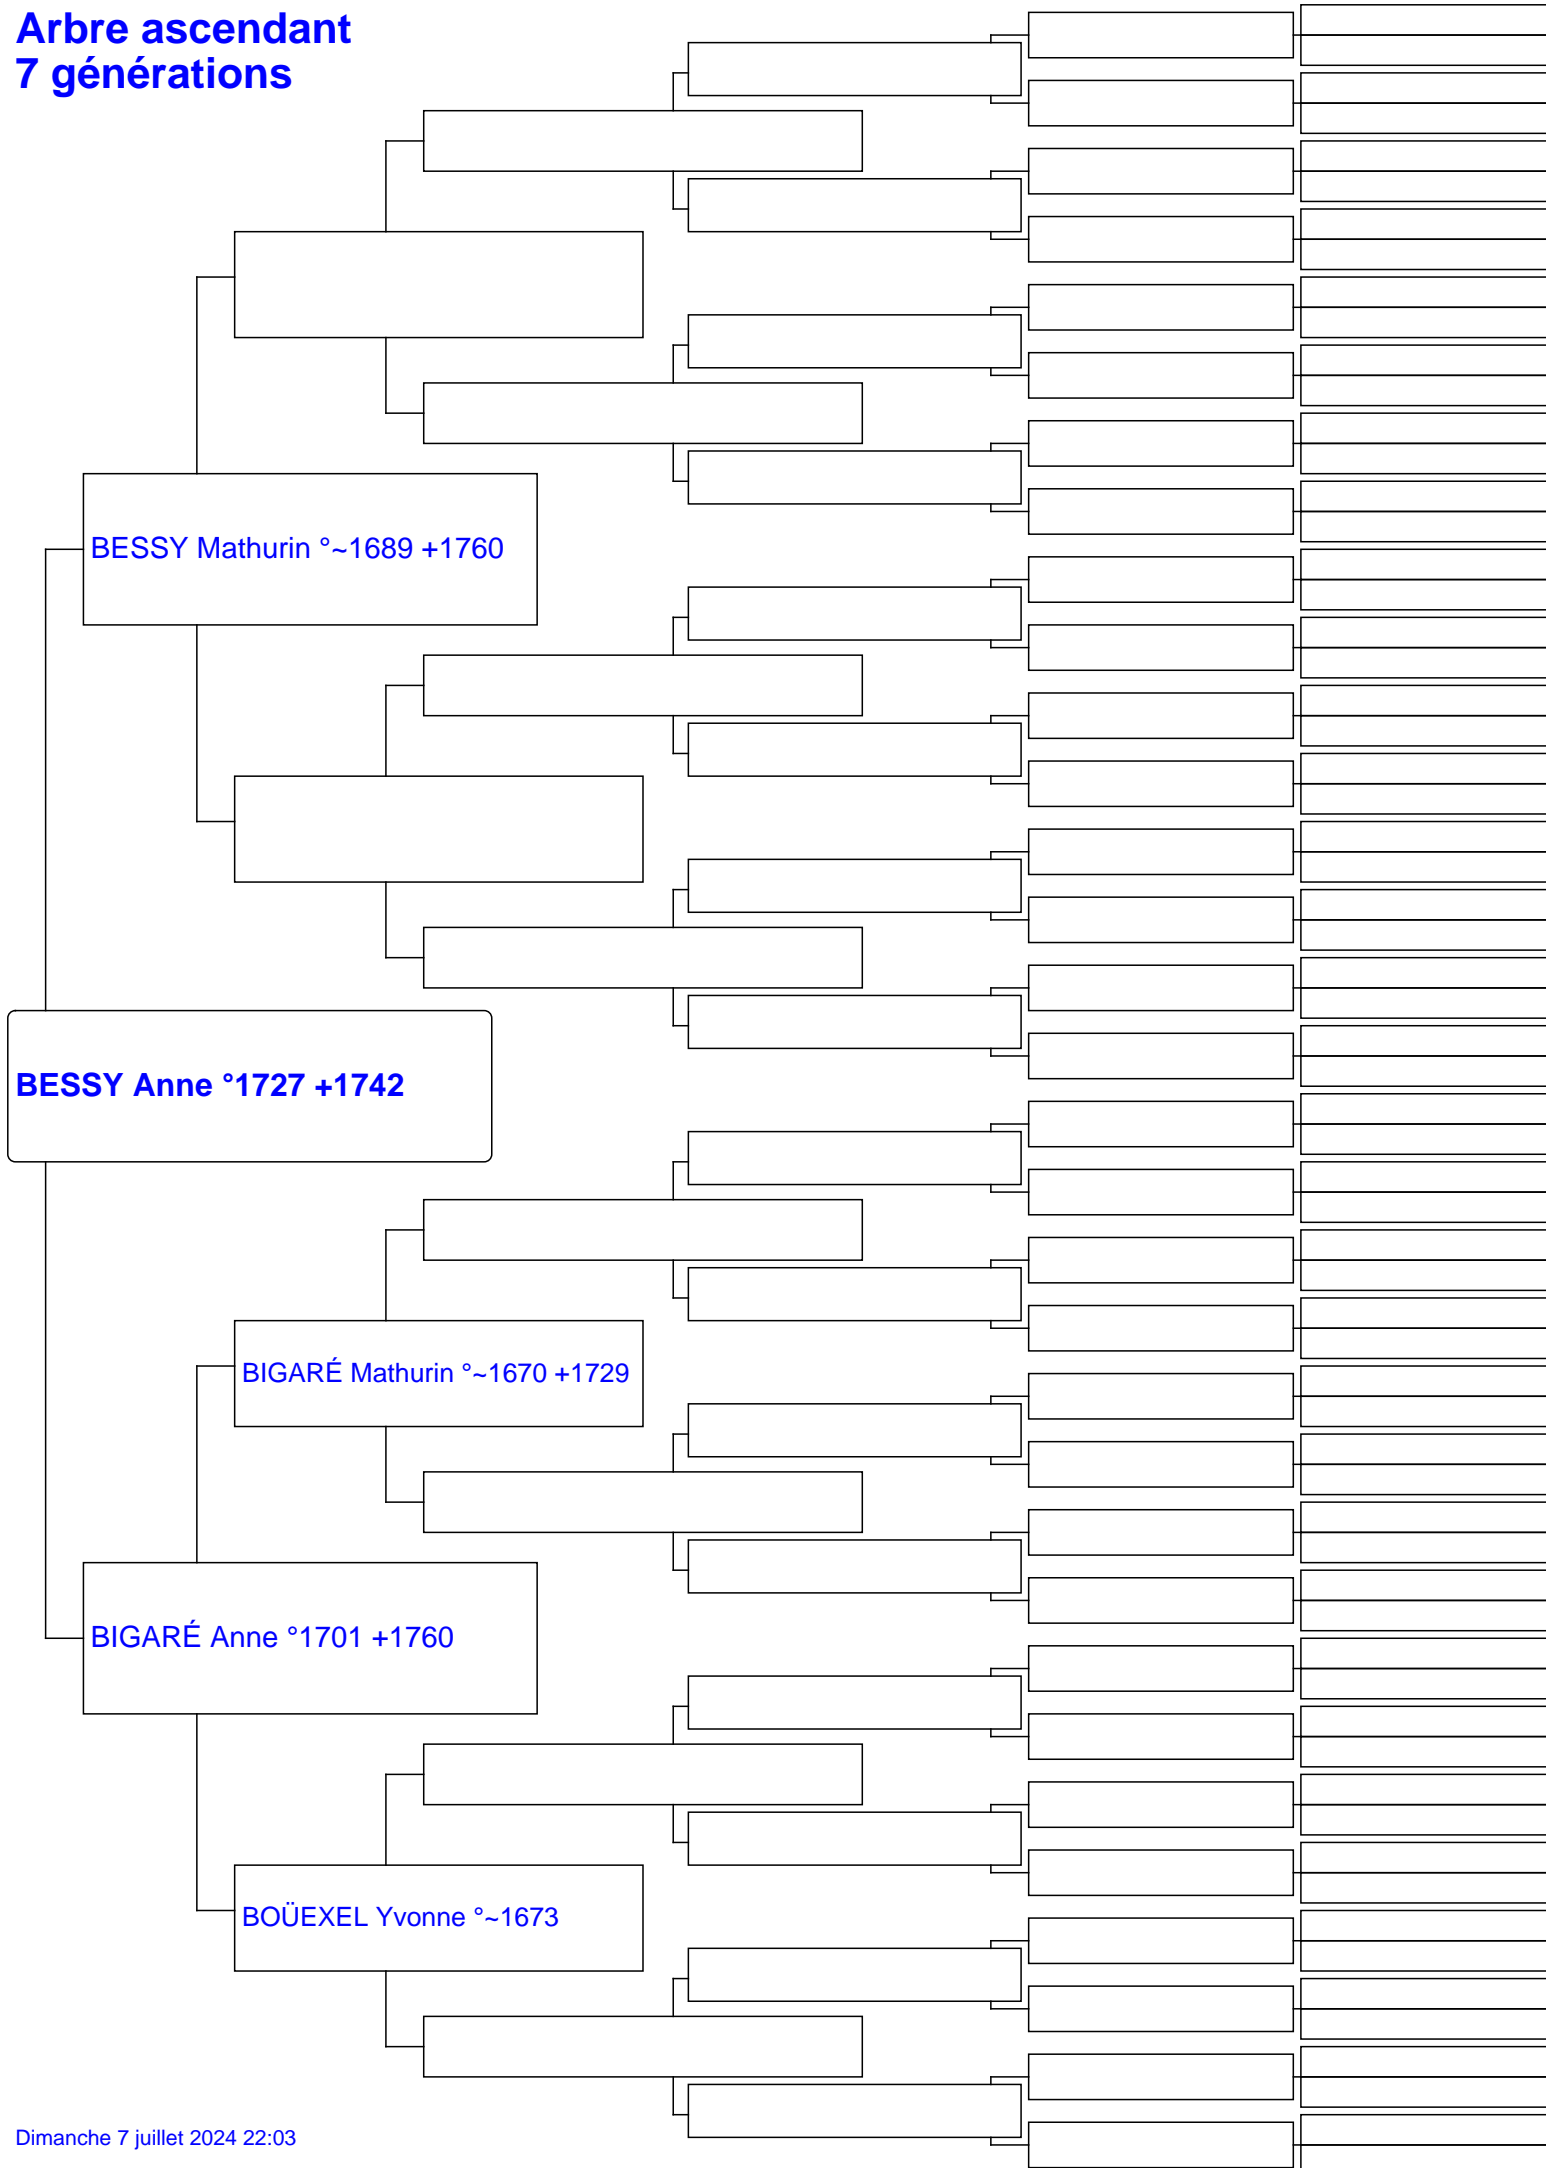 Arbre ascendant
7 générations
BESSY Mathurin °~1689 +1760
BESSY Anne °1727 +1742
BIGARÉ Mathurin °~1670 +1729
BIGARÉ Anne °1701 +1760
BOÜEXEL Yvonne °~1673
Dimanche 7 juillet 2024 22:03